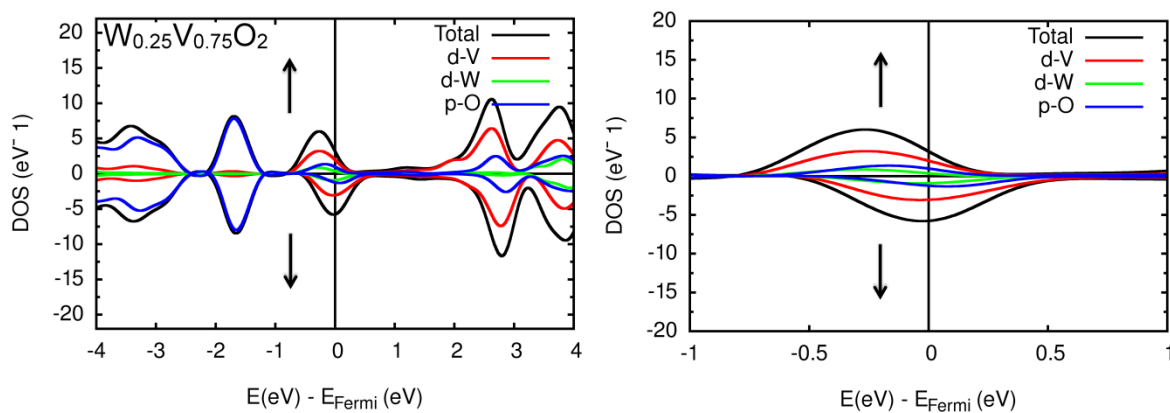 W0.25V0.75O2
Total
d-V
d-W
p-O
20
15
10
5
0
-5
-10
-15
-20
DOS (eV^- 1)
-4 -3 -2 -1 0 1 2 3 4
E(eV) - EFermi (eV)
Total
d-V
d-W
p-O
20
15
10
5
0
-5
-10
-15
-20
DOS (eV^- 1)
-1 -0.5 0 0.5 1
E(eV) - EFermi (eV)